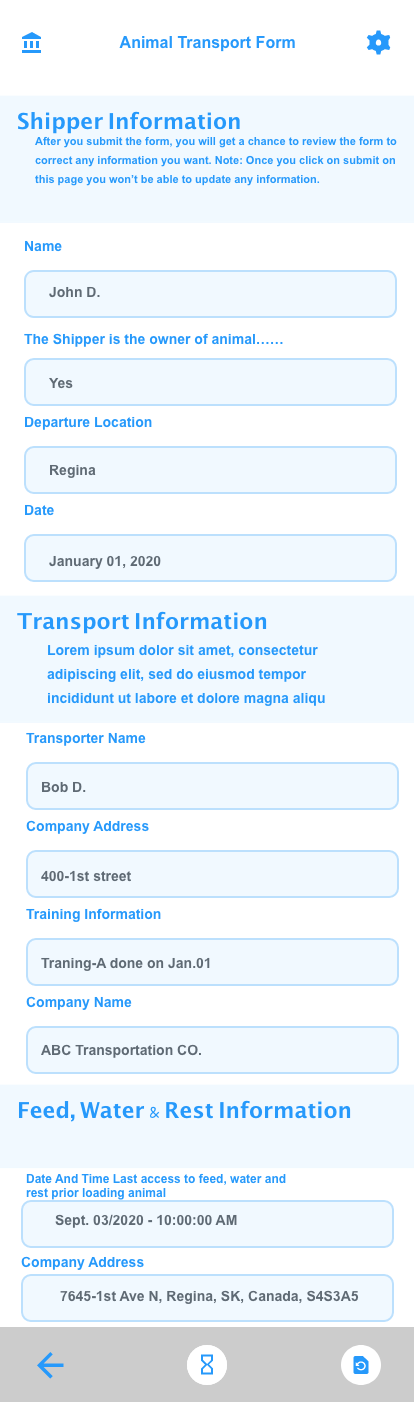 Animal Transport Form
Shipper Information
After you submit the form, you will get a chance to review the form to
correct any information you want. Note: Once you click on submit on
this page you won't be able to update any information.
Name
John D.
The Shipper is the owner of animal......
Yes
Departure Location
Regina
Date
January 01, 2020
Transport Information
Lorem ipsum dolor sit amet, consectetur
adipiscing elit, sed do eiusmod tempor
incididunt ut labore et dolore magna aliqu
Transporter Name
Bob D.
Company Address
400-1st street
Training Information
Traning-A done on Jan.01
Company Name
ABC Transportation CO.
Feed, Water & Rest Information
Date And Time Last access to feed, water and
rest prior loading animal
Sept. 03/2020 - 10:00:00 AM
Company Address
7645-1st Ave N, Regina, SK, Canada, S4S3A5